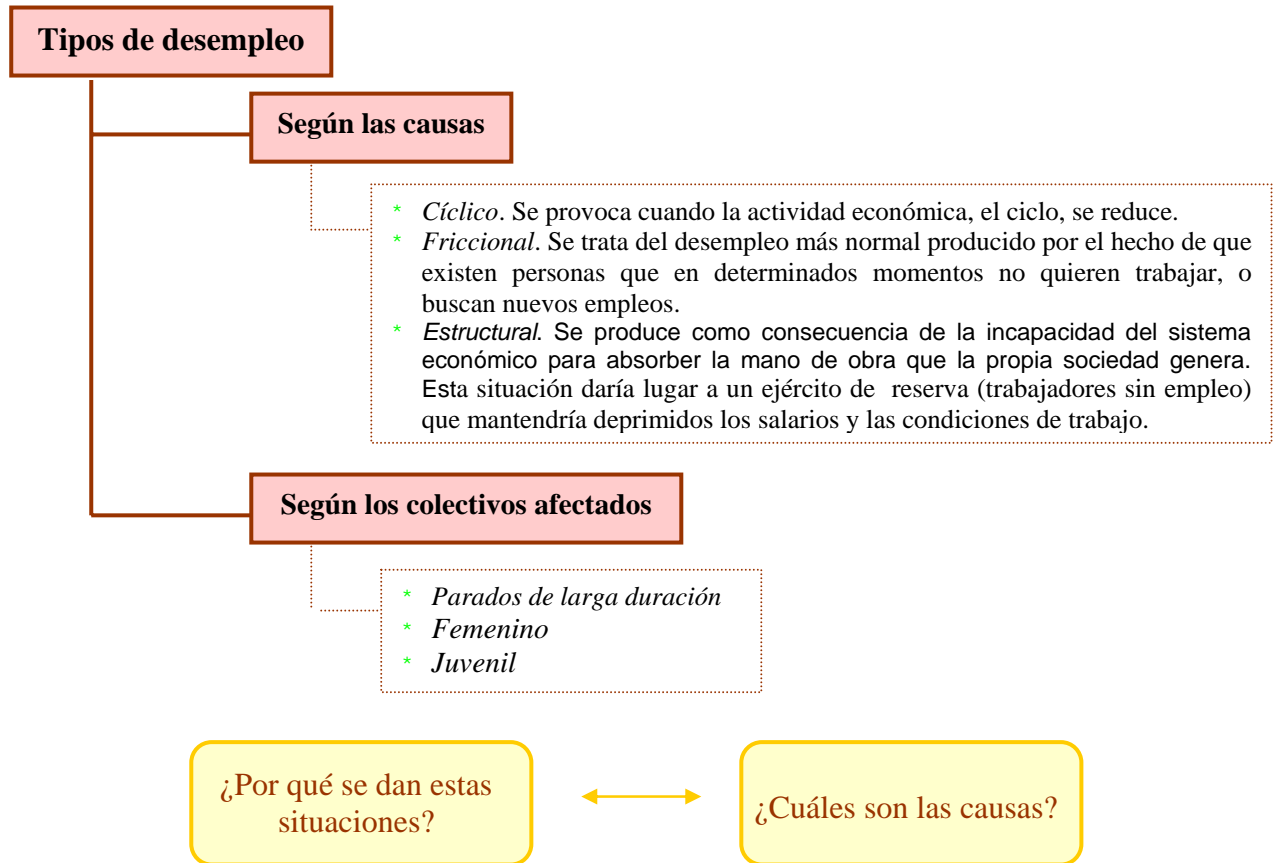 Tipos de desempleo
Según las causas
* Cíclico. Se provoca cuando la actividad económica, el ciclo, se reduce.
* Friccional. Se trata del desempleo más normal producido por el hecho de que
existen personas que en determinados momentos no quieren trabajar, o
buscan nuevos empleos.
* Estructural. Se produce como consecuencia de la incapacidad del sistema
económico para absorber la mano de obra que la propia sociedad genera.
Esta situación daría lugar a un ejército de reserva (trabajadores sin empleo)
que mantendría deprimidos los salarios y las condiciones de trabajo.
Según los colectivos afectados
* Parados de larga duración
* Femenino
* Juvenil
¿Por qué se dan estas
situaciones?
¿Cuáles son las causas?